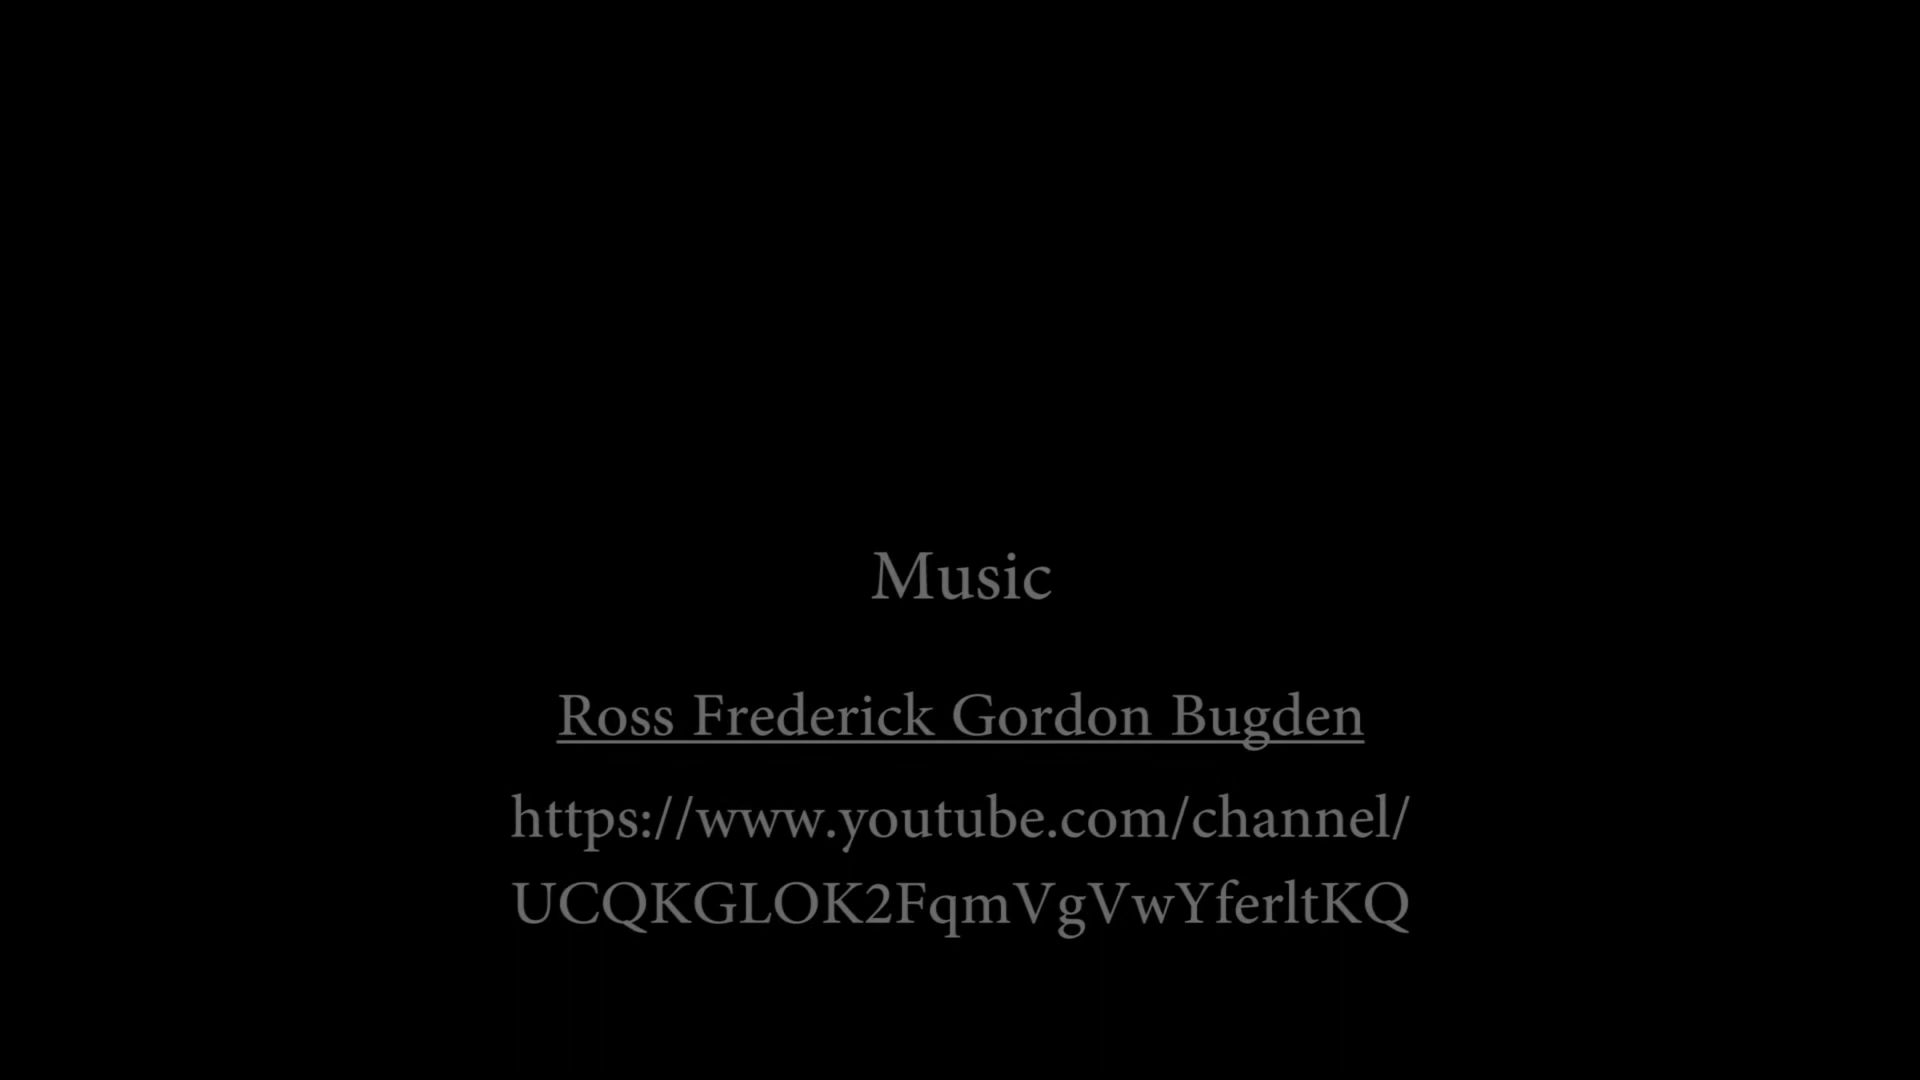 Music
Ross Frederick Gordon Bugden
https://www.youtube.com/channel/
UCQKGLOK2FqmVgVwYferltKQ